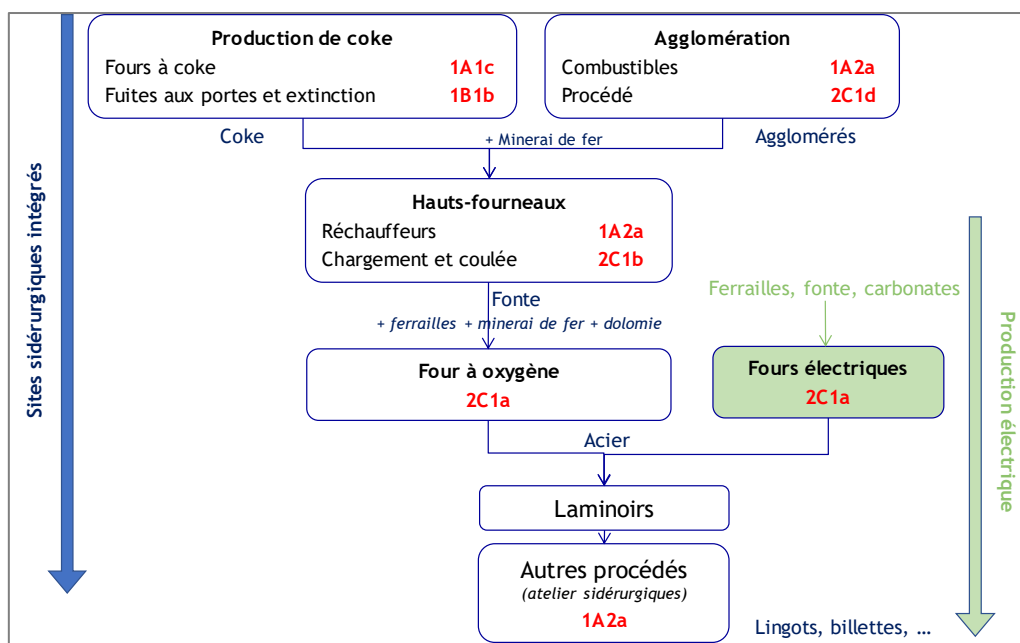 Production de coke
Fours à coke 1A1c
Fuites aux portes et extinction 1B1b
Agglomération
Combustibles 1A2a
Procédé 2C1d
Coke
+ Minerai de fer
Agglomérés
Hauts-fourneaux
Réchauffeurs 1A2a
Chargement et coulée 2C1b
Fonte
+ ferrailles + minerai de fer + dolomie
Ferrailles, fonte, carbonates
Four à oxygène
2C1a
Fours électriques
2C1a
Acier
Laminoirs
Autres procédés
(atelier sidérurgiques)
1A2a
Lingots, billettes, …
Sites sidérurgiques intégrés
Production électrique